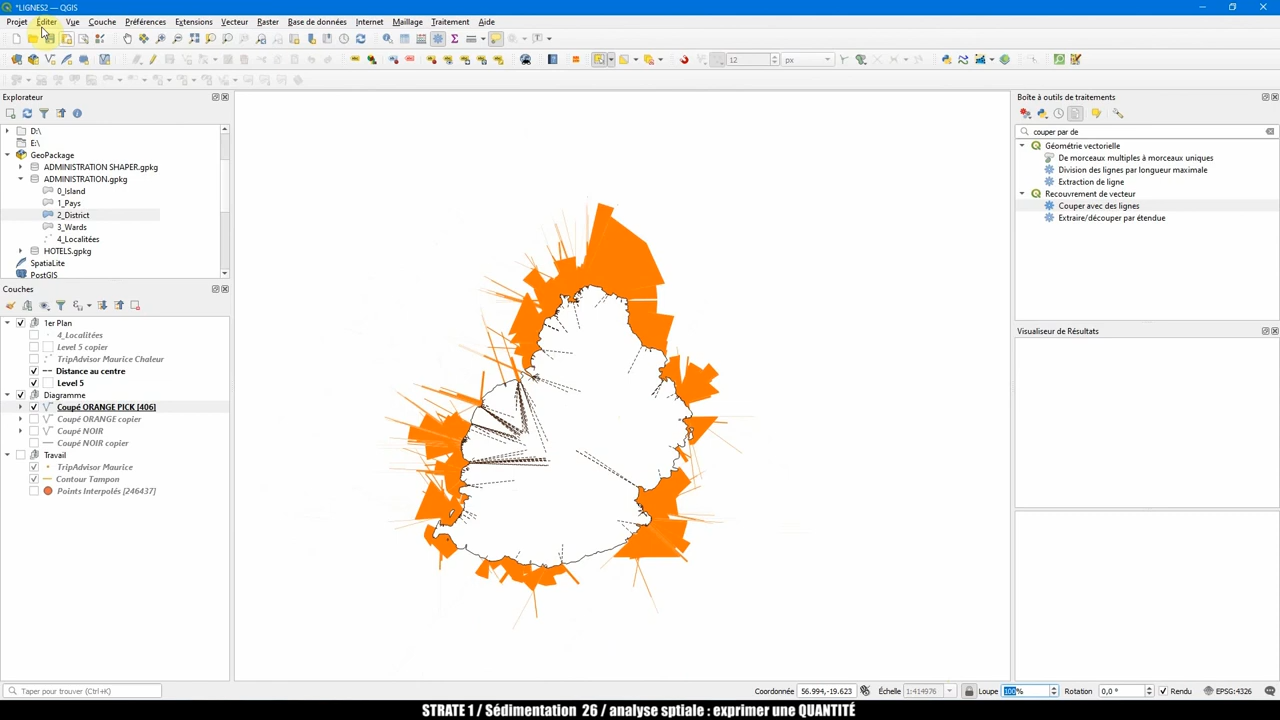 *LIGNES2 — QGIS
Projet Éditer Vue Couche Préférences Extensions Vecteur Raster Base de données Internet Maillage Traitement Aide
12 px
Explorateur
D:\
E:\
GeoPackage
ADMINISTRATION SHAPER.gpkg
ADMINISTRATION.gpkg
0_Island
1_Pays
2_District
3_Wards
4_Localitées
HOTELS.gpkg
SpatiaLite
PostGIS
Couches
1er Plan
4_Localitées
Level 5 copier
TripAdvisor Maurice Chaleur
Distance au centre
Level 5
Diagramme
Coupé ORANGE PICK [406]
Coupé ORANGE copier
Coupé NOIR
Coupé NOIR copier
Travail
TripAdvisor Maurice
Contour Tampon
Points Interpolés [246437]
Boîte à outils de traitements
couper par de
Géométrie vectorielle
De morceaux multiples à morceaux uniques
Division des lignes par longueur maximale
Extraction de ligne
Recouvrement de vecteur
Couper avec des lignes
Extraire/découper par étendue
Visualiseur de Résultats
Taper pour trouver (Ctrl+K)
Coordonnée 56.994,-19.623 Échelle 1:414976 Loupe 100% Rotation 0,0 ° Rendu EPSG:4326
STRATE 1 / Sédimentation 26 / analyse sptiale : exprimer une QUANTITÉ